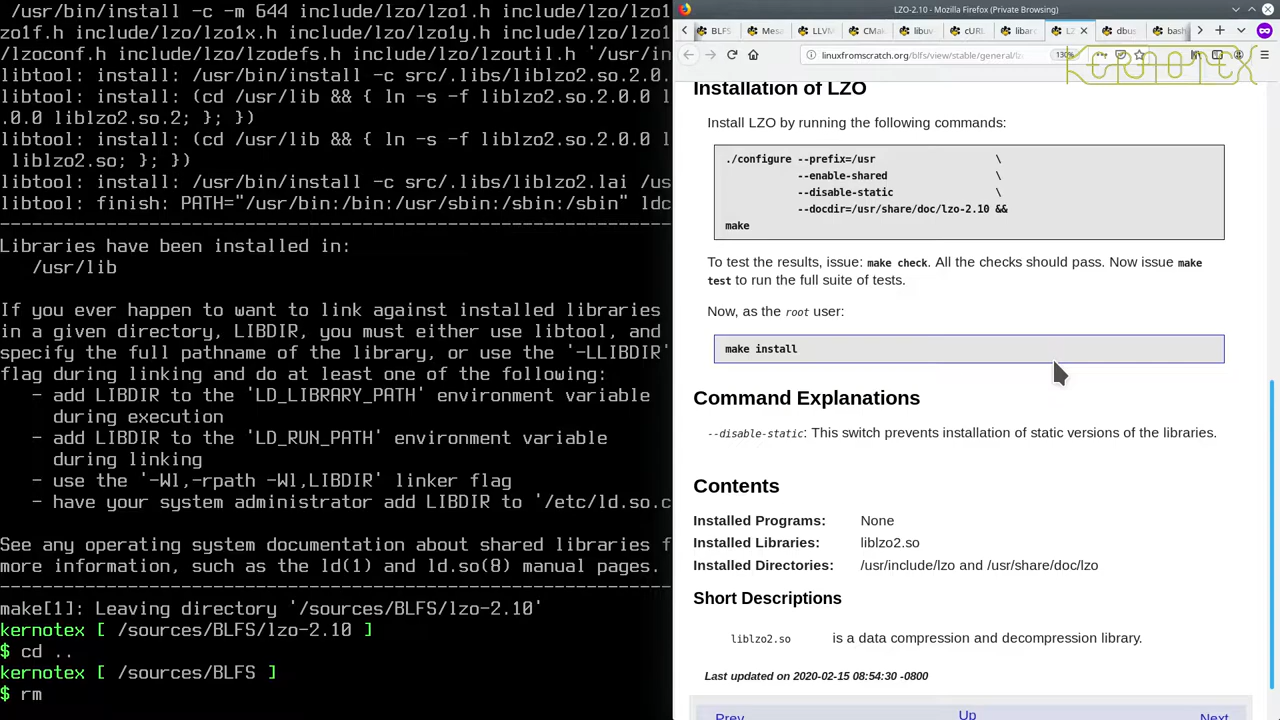 /usr/bin/install -c -m 644 include/lzo/lzo1.h include/lzo/lzo1
lzo1f.h include/lzo/lzo1x.h include/lzo/lzo1y.h include/lzo/lz
/lzoconf.h include/lzo/lzodefs.h include/lzo/lzoutil.h '/usr/i
libtool: install: /usr/bin/install -c src/.libs/liblzo2.so.2.0.
libtool: install: (cd /usr/lib && { ln -s -f liblzo2.so.2.0.0 l
.0.0 liblzo2.so.2; }; })
libtool: install: (cd /usr/lib && { ln -s -f liblzo2.so.2.0.0 l
liblzo2.so; }; })
libtool: install: /usr/bin/install -c src/.libs/liblzo2.lai /us
libtool: finish: PATH="/usr/bin:/bin:/usr/sbin:/sbin:/sbin" ldc
----------------------------------------------------------------------
Libraries have been installed in:
/usr/lib
If you ever happen to want to link against installed libraries
in a given directory, LIBDIR, you must either use libtool, and
specify the full pathname of the library, or use the '-LLIBDIR'
flag during linking and do at least one of the following:
- add LIBDIR to the 'LD_LIBRARY_PATH' environment variable
during execution
- add LIBDIR to the 'LD_RUN_PATH' environment variable
during linking
- use the '-Wl,-rpath -Wl,LIBDIR' linker flag
- have your system administrator add LIBDIR to '/etc/ld.so.c
See any operating system documentation about shared libraries f
more information, such as the ld(1) and ld.so(8) manual pages.
----------------------------------------------------------------------
make[1]: Leaving directory '/sources/BLFS/lzo-2.10'
kernotex [ /sources/BLFS/lzo-2.10 ]
$ cd ..
kernotex [ /sources/BLFS ]
$ rm
LZO-2.10 - Mozilla Firefox (Private Browsing)
BLFS Mesa LLVM CMa libuv cURL libarc LZ dbus bash
linuxfromscratch.org/blfs/view/stable/general/lz 130%
kernotex
Installation of LZO
Install LZO by running the following commands:
./configure --prefix=/usr \
--enable-shared \
--disable-static \
--docdir=/usr/share/doc/lzo-2.10 &&
make
To test the results, issue: make check. All the checks should pass. Now issue make
test to run the full suite of tests.
Now, as the root user:
make install
Command Explanations
--disable-static: This switch prevents installation of static versions of the libraries.
Contents
Installed Programs: None
Installed Libraries: liblzo2.so
Installed Directories: /usr/include/lzo and /usr/share/doc/lzo
Short Descriptions
liblzo2.so is a data compression and decompression library.
Last updated on 2020-02-15 08:54:30 -0800
Prev Up Next